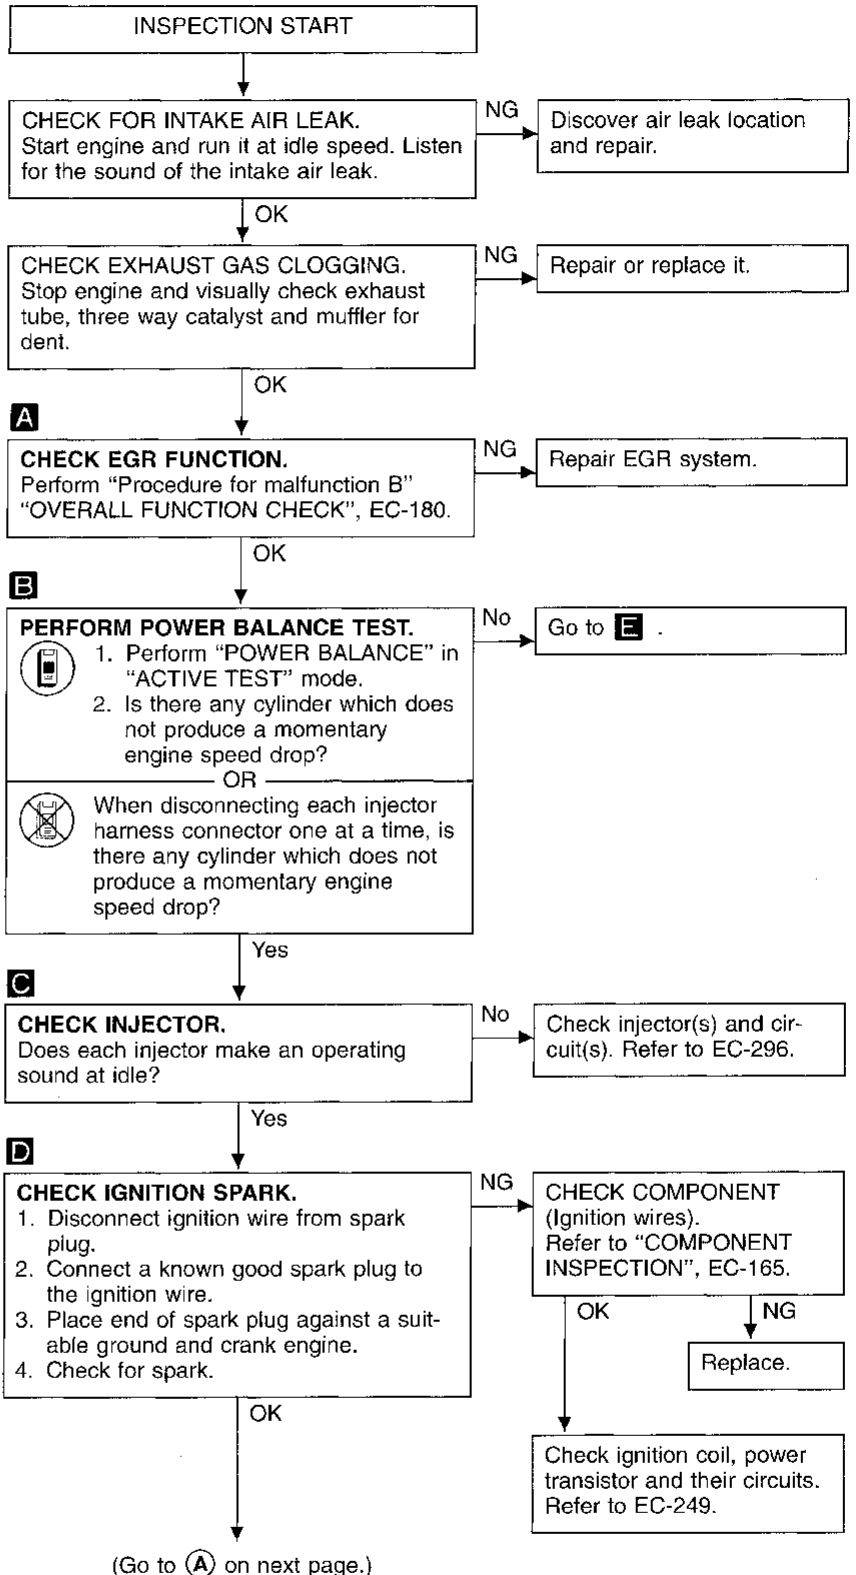 INSPECTION START
CHECK FOR INTAKE AIR LEAK.
Start engine and run it at idle speed. Listen
for the sound of the intake air leak.
NG
Discover air leak location
and repair.
OK
CHECK EXHAUST GAS CLOGGING.
Stop engine and visually check exhaust
tube, three way catalyst and muffler for
dent.
NG
Repair or replace it.
OK
A
CHECK EGR FUNCTION.
Perform “Procedure for malfunction B”
“OVERALL FUNCTION CHECK”, EC-180.
NG
Repair EGR system.
OK
B
PERFORM POWER BALANCE TEST.
1. Perform “POWER BALANCE” in
“ACTIVE TEST” mode.
2. Is there any cylinder which does
not produce a momentary
engine speed drop?
OR
When disconnecting each injector
harness connector one at a time, is
there any cylinder which does not
produce a momentary engine
speed drop?
No
Go to E .
Yes
C
CHECK INJECTOR.
Does each injector make an operating
sound at idle?
No
Check injector(s) and cir-
cuit(s). Refer to EC-296.
Yes
D
CHECK IGNITION SPARK.
1. Disconnect ignition wire from spark
plug.
2. Connect a known good spark plug to
the ignition wire.
3. Place end of spark plug against a suit-
able ground and crank engine.
4. Check for spark.
NG
CHECK COMPONENT
(Ignition wires).
Refer to “COMPONENT
INSPECTION”, EC-165.
OK
NG
Replace.
Check ignition coil, power
transistor and their circuits.
Refer to EC-249.
OK
(Go to A on next page.)